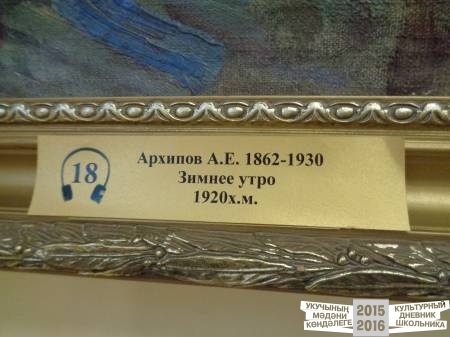 18
Архипов А.Е. 1862-1930
Зимнее утро
1920х.м.
УКУЧЫНЫҢ
МӘДӘНИ
КӨНДӘЛЕГЕ
2015
2016
КУЛЬТУРНЫЙ
ДНЕВНИК
ШКОЛЬНИКА